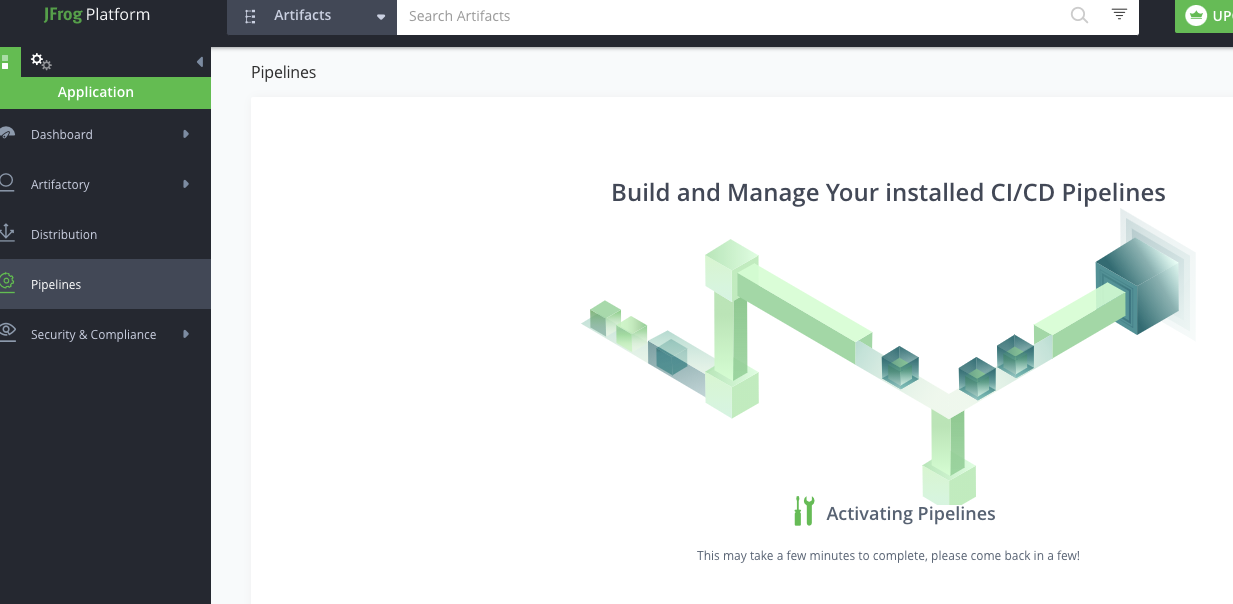 JFrog Platform
Artifacts
Search Artifacts
Application
Dashboard
Artifactory
Distribution
Pipelines
Security & Compliance
Pipelines
Build and Manage Your installed CI/CD Pipelines
Activating Pipelines
This may take a few minutes to complete, please come back in a few!